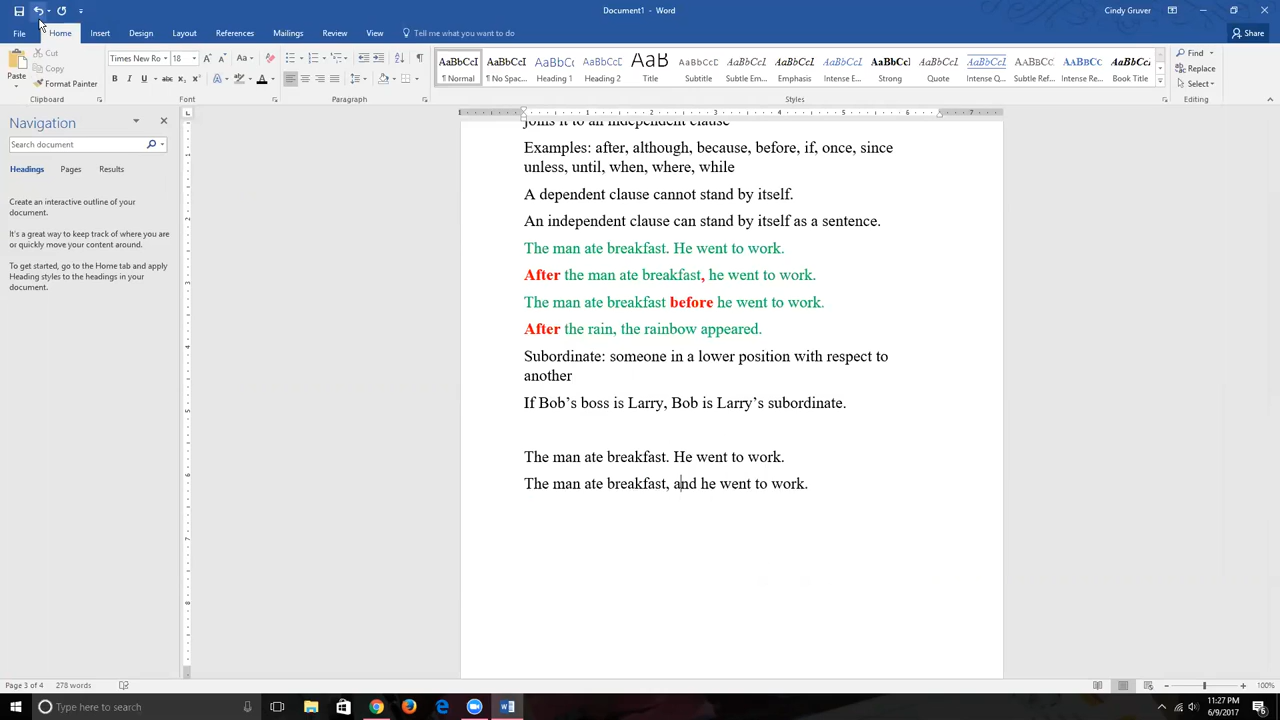 Document1 - Word
Cindy Gruver
File Home Insert Design Layout References Mailings Review View Tell me what you want to do
Share
Cut
Copy
Format Painter
Paste
Times New Ro 18
AaBbCcI AaBbCcI AaBbCc AaBbCcI AaB AaBbCcI AaBbCcI AaBbCcI AaBbCcI AaBbCcI AaBbCcI AaBbCcI AaBbCcI AaBbCc AaBbCc AaBbCc
¶ Normal ¶ No Spac... Heading 1 Heading 2 Title Subtitle Subtle Em... Emphasis Intense E... Strong Quote Intense Q... Subtle Ref... Intense Re... Book Title
Find
Replace
Select
Clipboard Font Paragraph Styles Editing
Navigation
Search document
Headings Pages Results
Create an interactive outline of your
document.
It's a great way to keep track of where you are
or quickly move your content around.
To get started, go to the Home tab and apply
Heading styles to the headings in your
document.
joins it to an independent clause
Examples: after, although, because, before, if, once, since
unless, until, when, where, while
A dependent clause cannot stand by itself.
An independent clause can stand by itself as a sentence.
The man ate breakfast. He went to work.
After the man ate breakfast, he went to work.
The man ate breakfast before he went to work.
After the rain, the rainbow appeared.
Subordinate: someone in a lower position with respect to
another
If Bob's boss is Larry, Bob is Larry's subordinate.
The man ate breakfast. He went to work.
The man ate breakfast, and he went to work.
Page 3 of 4 278 words
100%
Type here to search
11:27 PM
6/9/2017